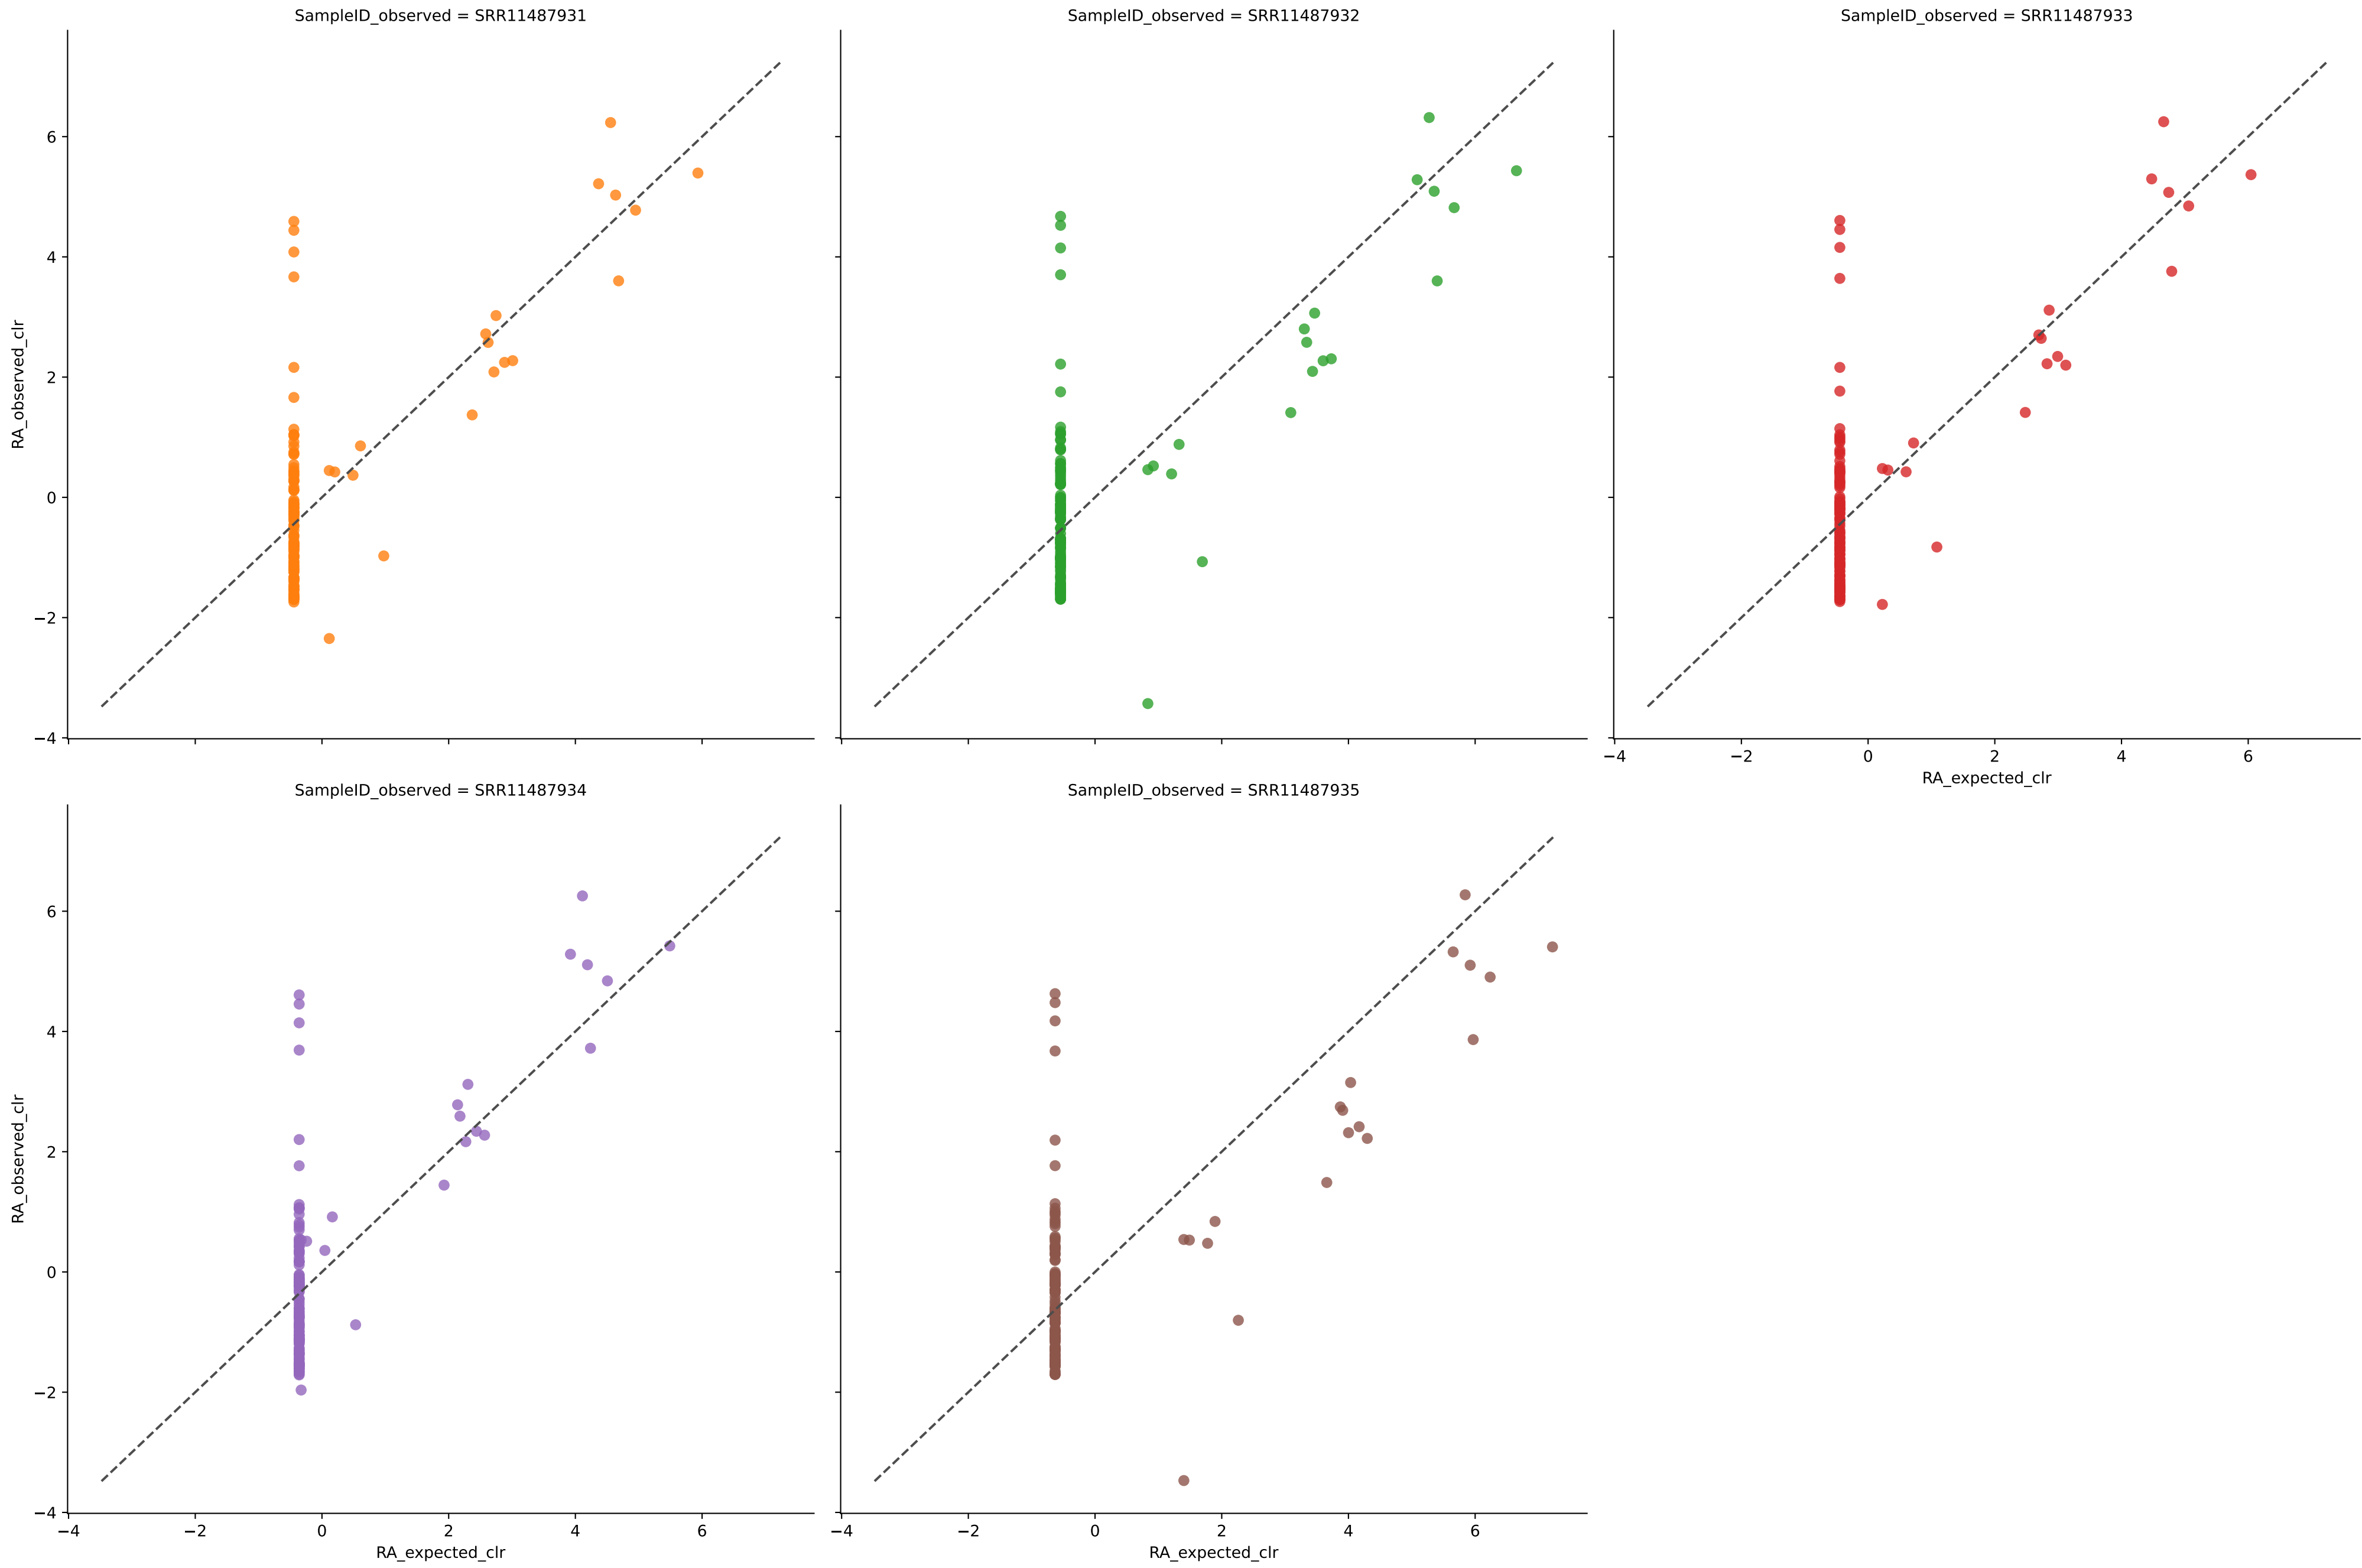 SampleID_observed = SRR11487931
SampleID_observed = SRR11487932
SampleID_observed = SRR11487933
RA_observed_clr
6
4
2
0
−2
−4
−4 −2 0 2 4 6
RA_expected_clr
SampleID_observed = SRR11487934
SampleID_observed = SRR11487935
RA_observed_clr
6
4
2
0
−2
−4
−4 −2 0 2 4 6
RA_expected_clr
−4 −2 0 2 4 6
RA_expected_clr